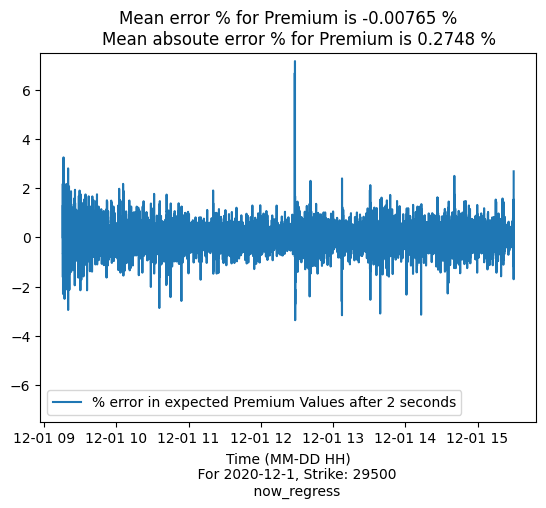 Mean error % for Premium is -0.00765 %
Mean absoute error % for Premium is 0.2748 %
6
4
2
0
−2
−4
−6
% error in expected Premium Values after 2 seconds
12-01 09 12-01 10 12-01 11 12-01 12 12-01 13 12-01 14 12-01 15
Time (MM-DD HH)
For 2020-12-1, Strike: 29500
now_regress